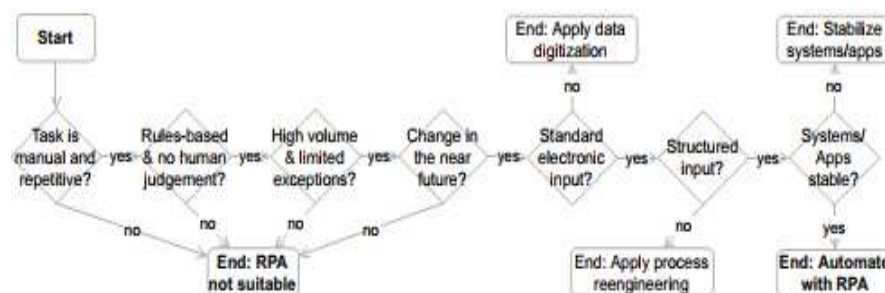 Start
End: Apply data
digitization
End: Stabilize
systems/apps
no
no
Task is
manual and
repetitive?
yes
Rules-based
& no human
judgement?
yes
High volume
& limited
exceptions?
yes
Change in
the near
future?
yes
Standard
electronic
input?
yes
Structured
input?
yes
Systems/
Apps
stable?
no
no
no
no
no
yes
End: RPA
not suitable
End: Apply process
reengineering
End: Automate
with RPA